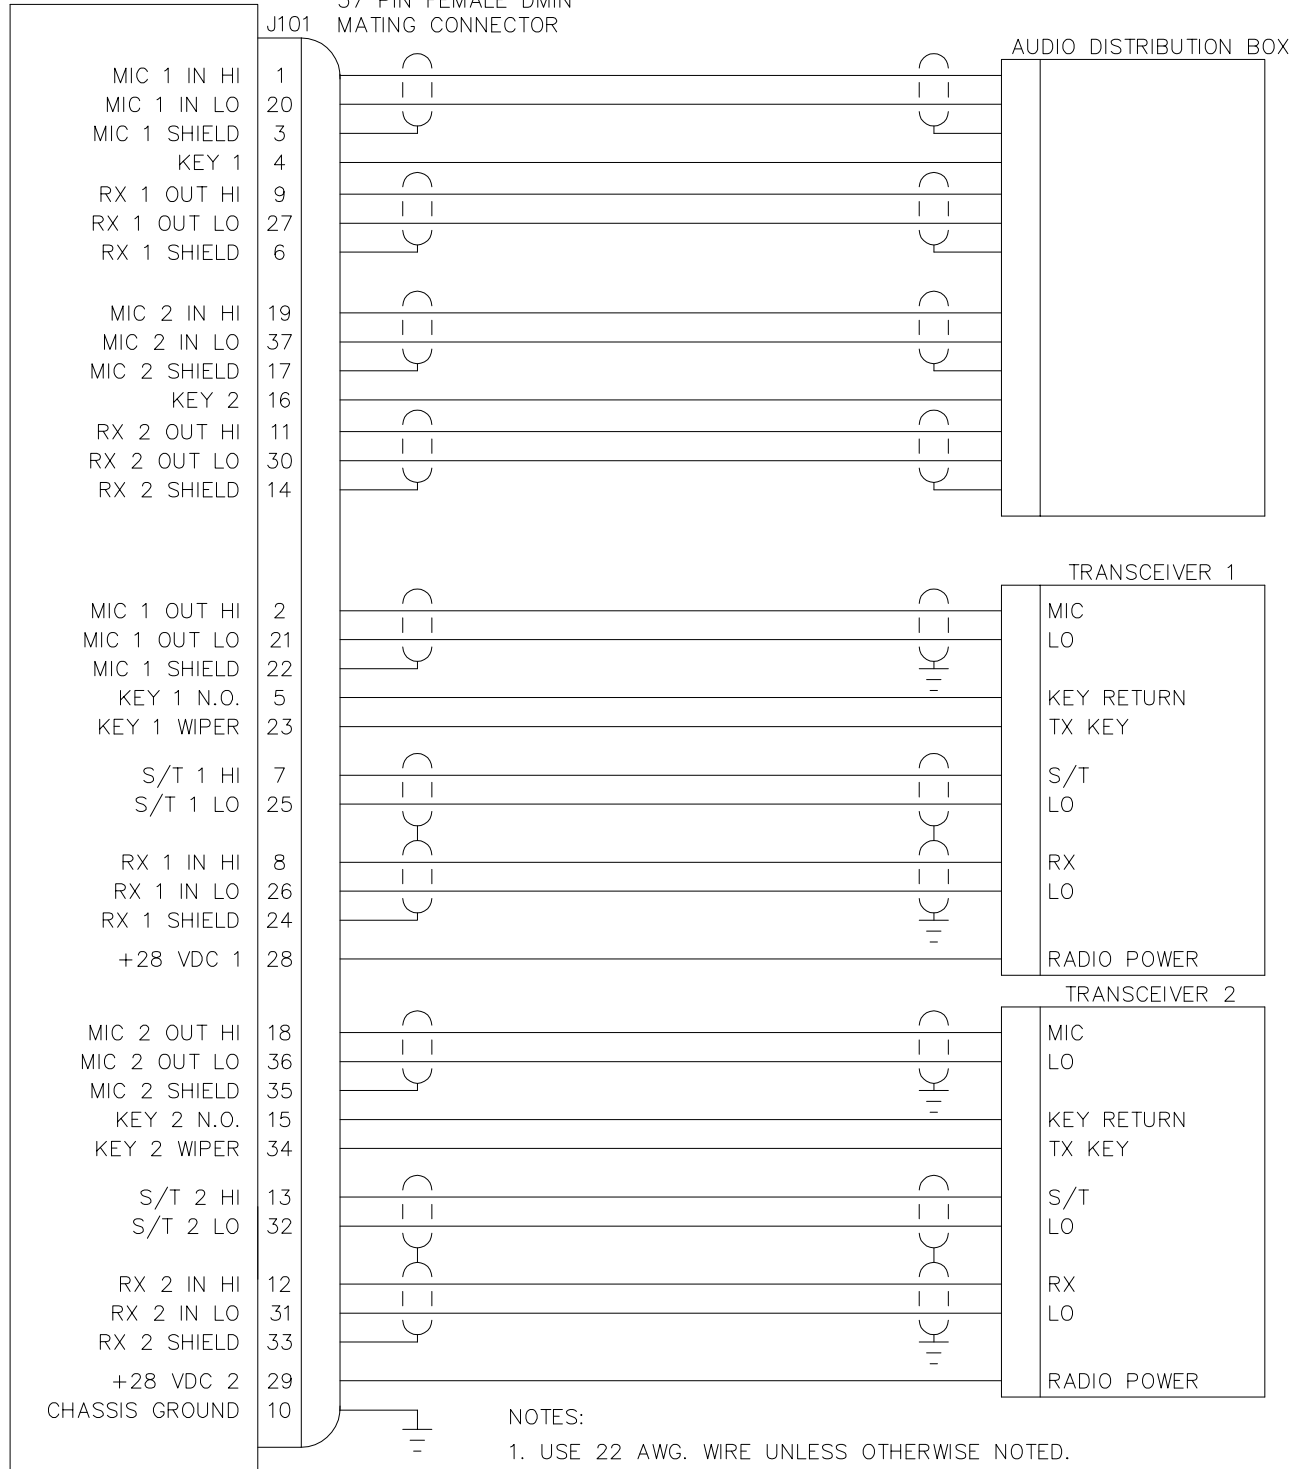 37 PIN FEMALE DMIN
J101 MATING CONNECTOR
AUDIO DISTRIBUTION BOX
MIC 1 IN HI 1
MIC 1 IN LO 20
MIC 1 SHIELD 3
KEY 1 4
RX 1 OUT HI 9
RX 1 OUT LO 27
RX 1 SHIELD 6
MIC 2 IN HI 19
MIC 2 IN LO 37
MIC 2 SHIELD 17
KEY 2 16
RX 2 OUT HI 11
RX 2 OUT LO 30
RX 2 SHIELD 14
TRANSCEIVER 1
MIC 1 OUT HI 2 MIC
MIC 1 OUT LO 21 LO
MIC 1 SHIELD 22
KEY 1 N.O. 5 KEY RETURN
KEY 1 WIPER 23 TX KEY
S/T 1 HI 7 S/T
S/T 1 LO 25 LO
RX 1 IN HI 8 RX
RX 1 IN LO 26 LO
RX 1 SHIELD 24
+28 VDC 1 28 RADIO POWER
TRANSCEIVER 2
MIC 2 OUT HI 18 MIC
MIC 2 OUT LO 36 LO
MIC 2 SHIELD 35
KEY 2 N.O. 15 KEY RETURN
KEY 2 WIPER 34 TX KEY
S/T 2 HI 13 S/T
S/T 2 LO 32 LO
RX 2 IN HI 12 RX
RX 2 IN LO 31 LO
RX 2 SHIELD 33
+28 VDC 2 29 RADIO POWER
CHASSIS GROUND 10
NOTES:
1. USE 22 AWG. WIRE UNLESS OTHERWISE NOTED.